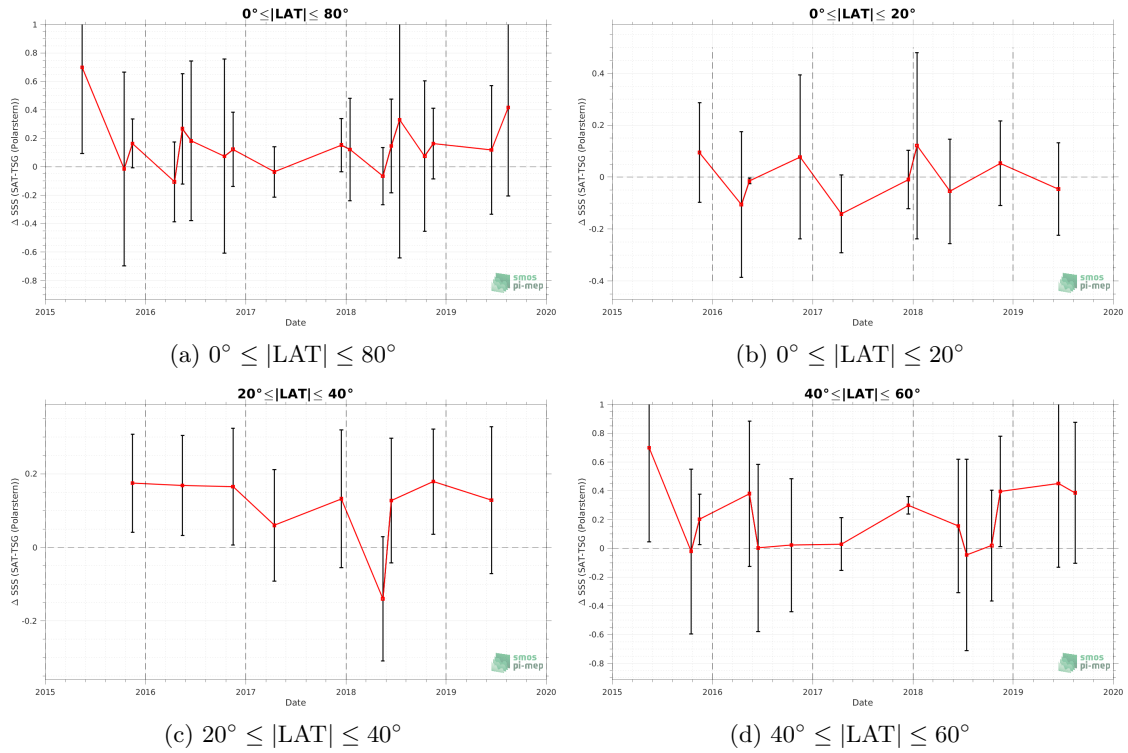 0°≤|LAT|≤ 80°
1
0.8
0.6
0.4
0.2
0
-0.2
-0.4
-0.6
-0.8
Δ SSS (SAT-TSG (Polarstern))
2015 2016 2017 2018 2019 2020
Date
smos
pi-mep
(a) 0° ≤ |LAT| ≤ 80°
0°≤|LAT|≤ 20°
0.4
0.2
0
-0.2
-0.4
Δ SSS (SAT-TSG (Polarstern))
2015 2016 2017 2018 2019 2020
Date
smos
pi-mep
(b) 0° ≤ |LAT| ≤ 20°
20°≤|LAT|≤ 40°
0.2
0
-0.2
Δ SSS (SAT-TSG (Polarstern))
2015 2016 2017 2018 2019 2020
Date
smos
pi-mep
(c) 20° ≤ |LAT| ≤ 40°
40°≤|LAT|≤ 60°
1
0.8
0.6
0.4
0.2
0
-0.2
-0.4
-0.6
-0.8
Δ SSS (SAT-TSG (Polarstern))
2015 2016 2017 2018 2019 2020
Date
smos
pi-mep
(d) 40° ≤ |LAT| ≤ 60°